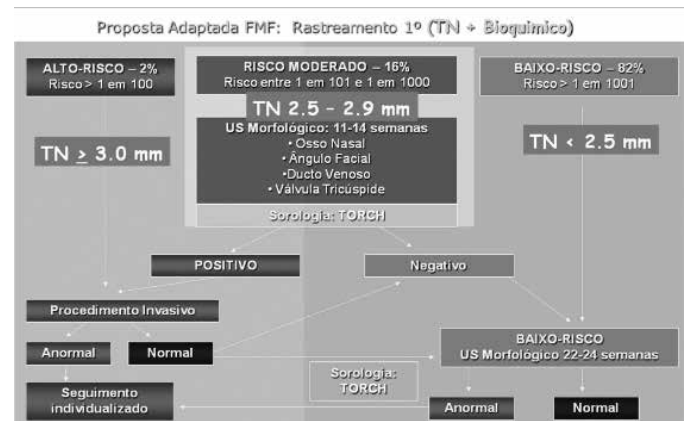 Proposta Adaptada FMF: Rastreamento 1º (TN + Bioquímico)
ALTO-RISCO – 2%
Risco > 1 em 100
RISCO MODERADO – 16%
Risco entre 1 em 101 e 1 em 1000
BAIXO-RISCO – 82%
Risco > 1 em 1001
TN 2.5 – 2.9 mm
TN ≥ 3.0 mm
US Morfológico: 11-14 semanas
• Osso Nasal
• Ângulo Facial
•Ducto Venoso
• Válvula Tricúspide
TN < 2.5 mm
Sorologia: TORCH
POSITIVO
Negativo
Procedimento Invasivo
Anormal
Normal
BAIXO-RISCO
US Morfológico 22-24 semanas
Sorologia:
TORCH
Seguimento
individualizado
Anormal
Normal